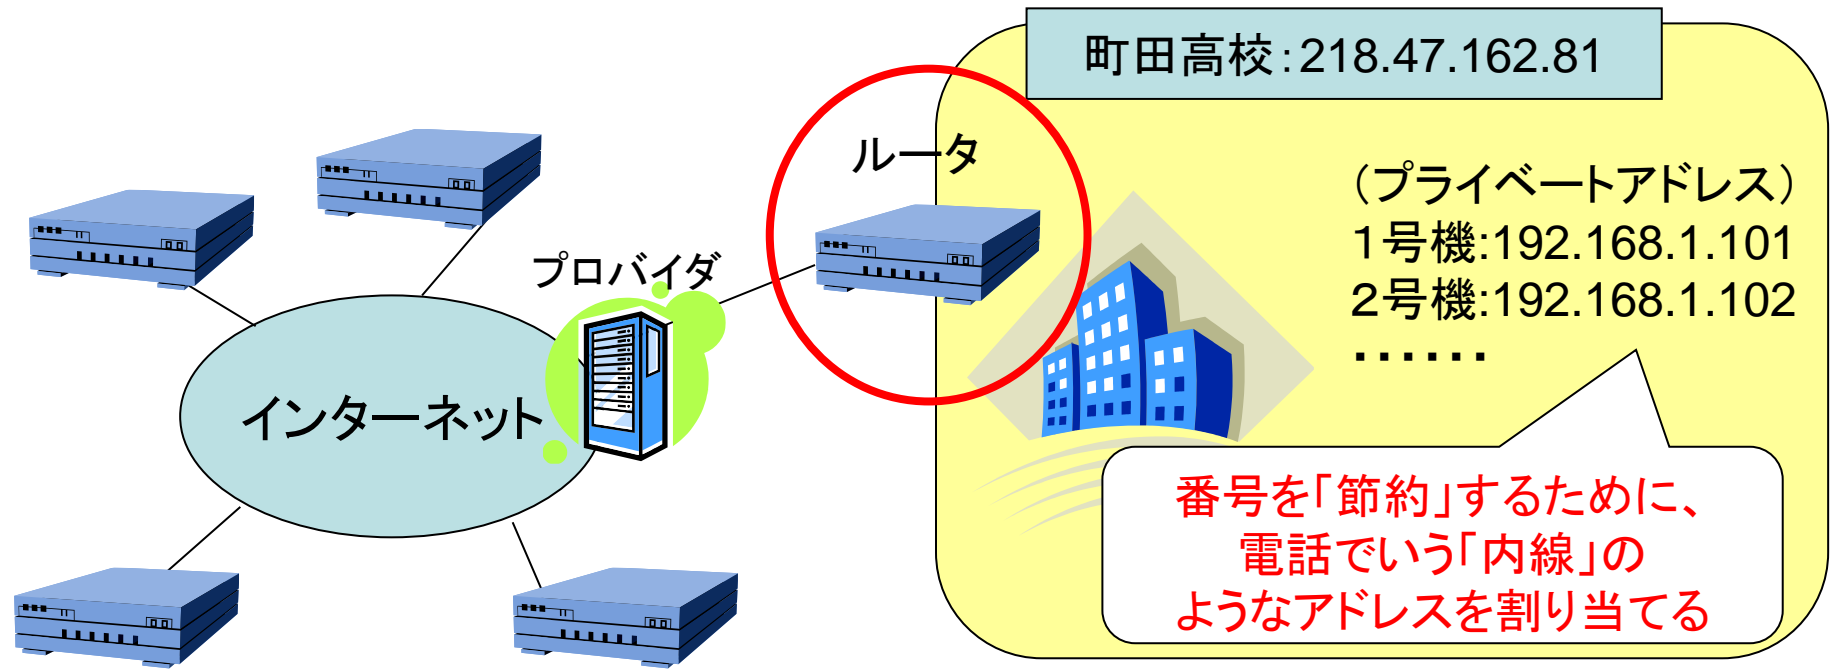 町田高校：218.47.162.81
ルータ
（プライベートアドレス）
１号機:192.168.1.101
２号機:192.168.1.102
・・・・・・
プロバイダ
インターネット
番号を「節約」するために、
電話でいう「内線」の
ようなアドレスを割り当てる